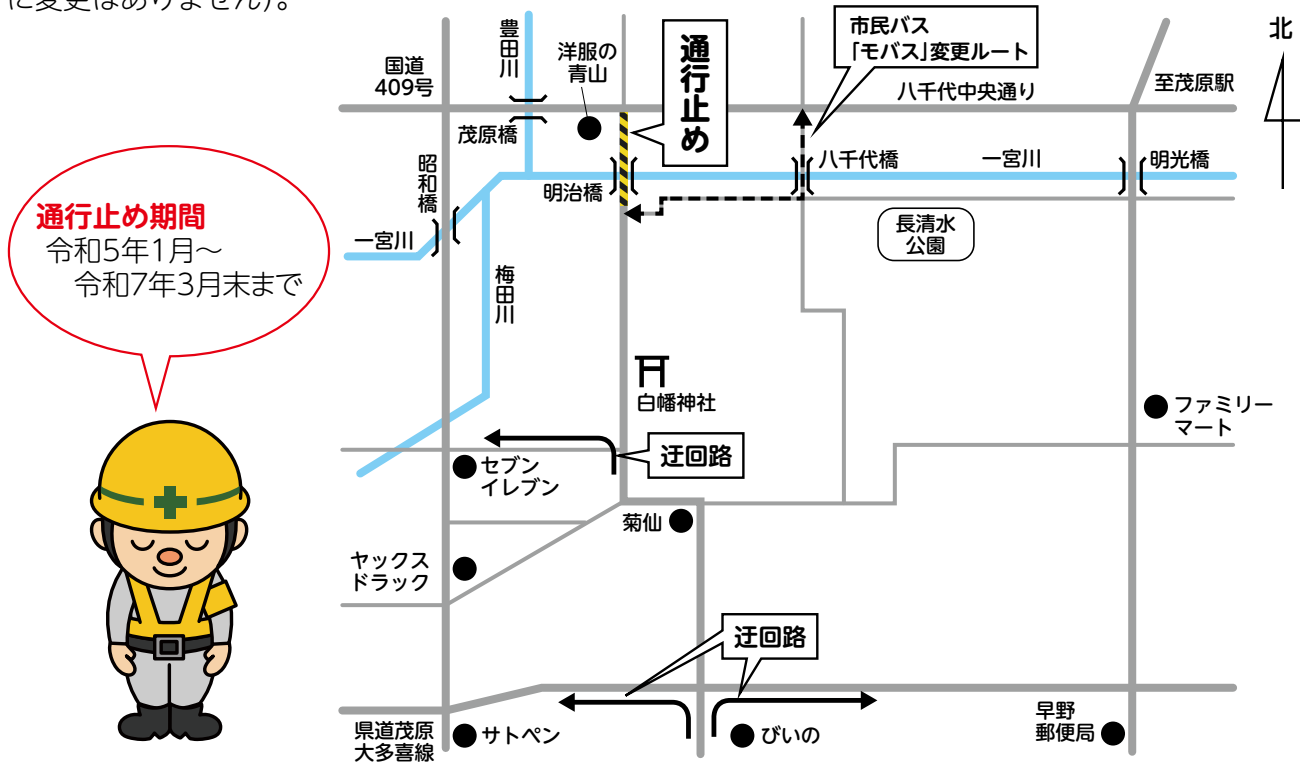 に変更はありません)。
通行止め期間
令和5年1月～
令和7年3月末まで
国道
409号
豊田川
洋服の
青山
通行止め
市民バス
「モバス」変更ルート
八千代中央通り
至茂原駅
北
茂原橋
昭和橋
明治橋
八千代橋
一宮川
明光橋
一宮川
長清水
公園
梅田川
白幡神社
ファミリー
マート
迂回路
セブン
イレブン
菊仙
ヤックス
ドラック
迂回路
県道茂原
大多喜線
サトペン
びいの
早野
郵便局